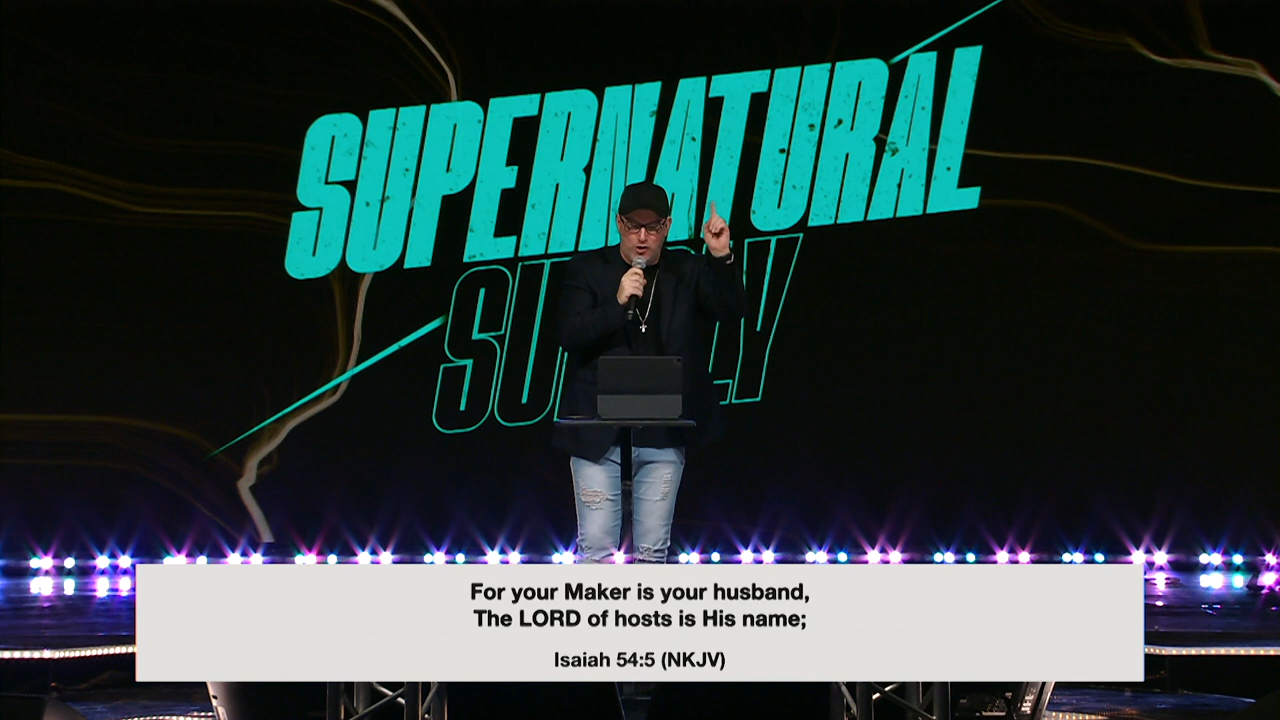 SUPERNATURAL
For your Maker is your husband,
The LORD of hosts is His name;
Isaiah 54:5 (NKJV)